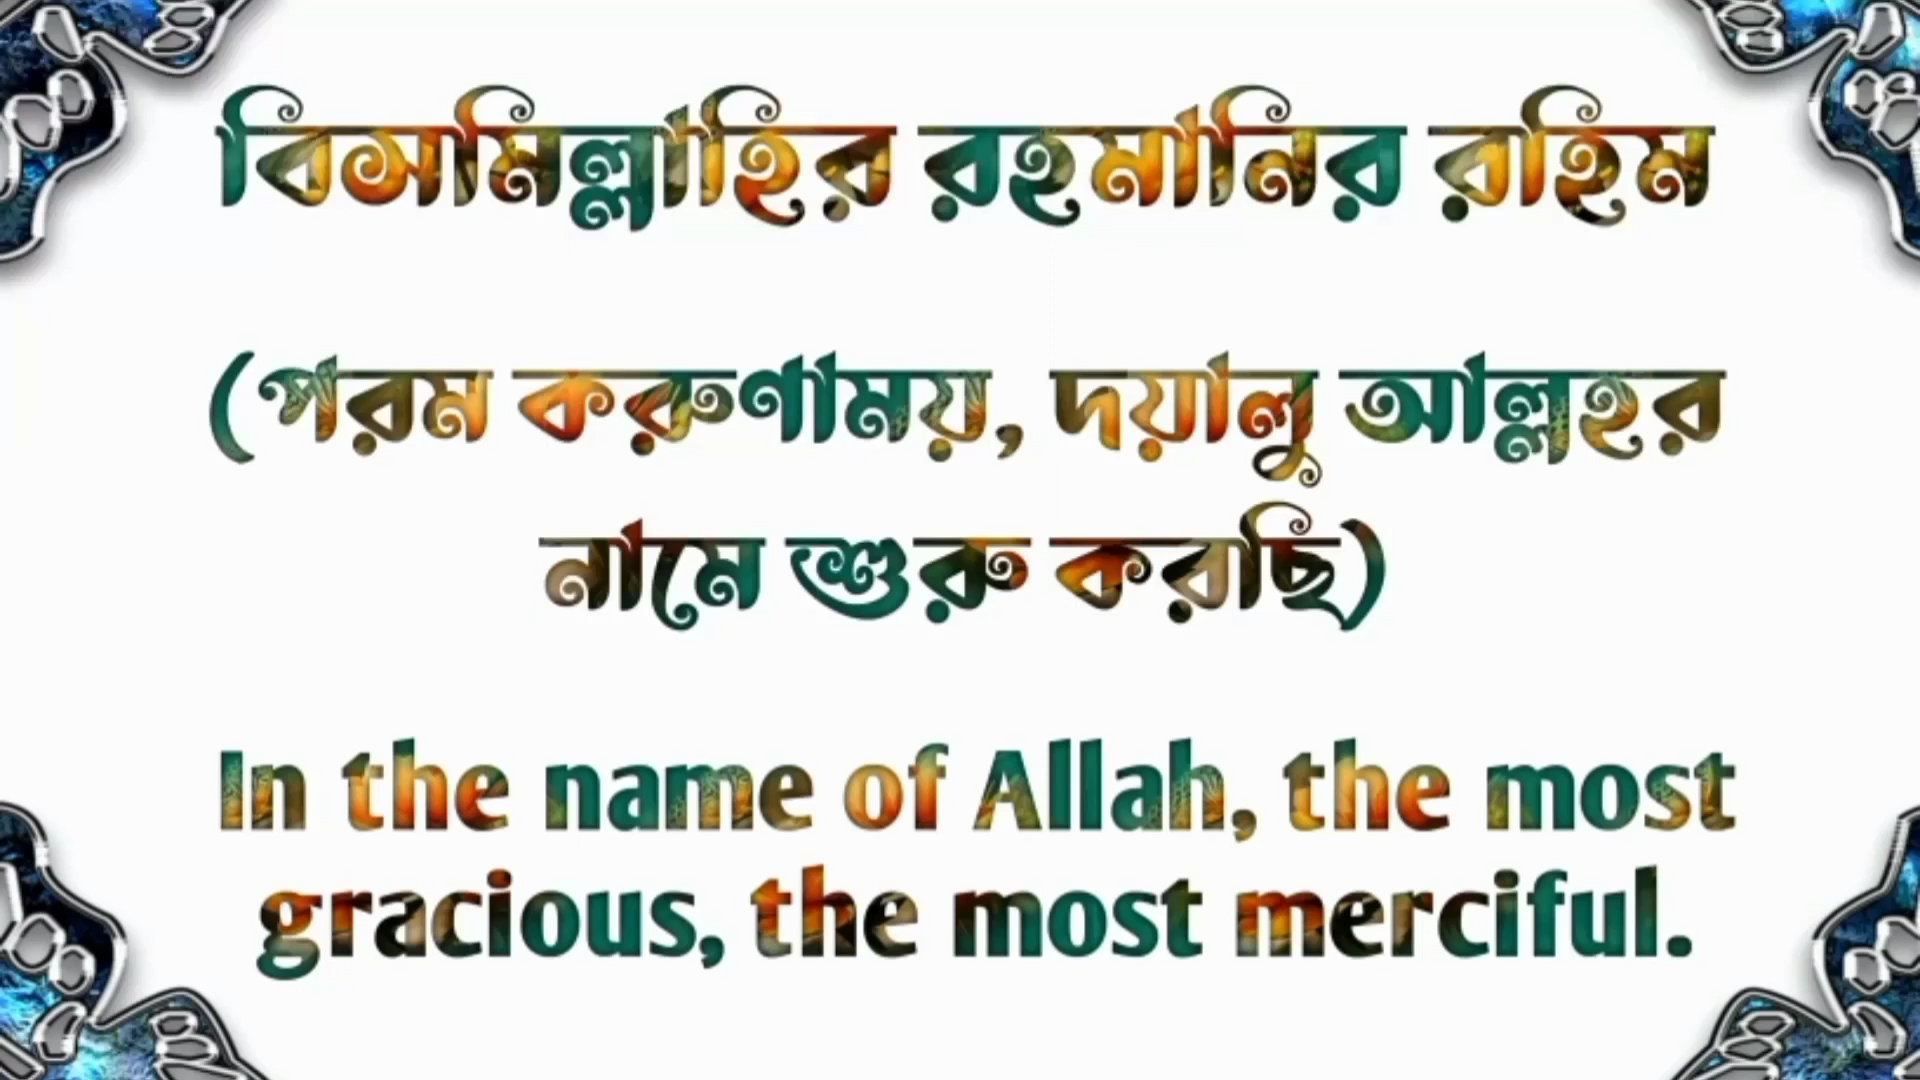 বিসমিল্লাহির রহমানির রহিম
(পরম করুণাময়, দয়ালু আল্লহর
নামে শুরু করছি)
In the name of Allah, the most
gracious, the most merciful.